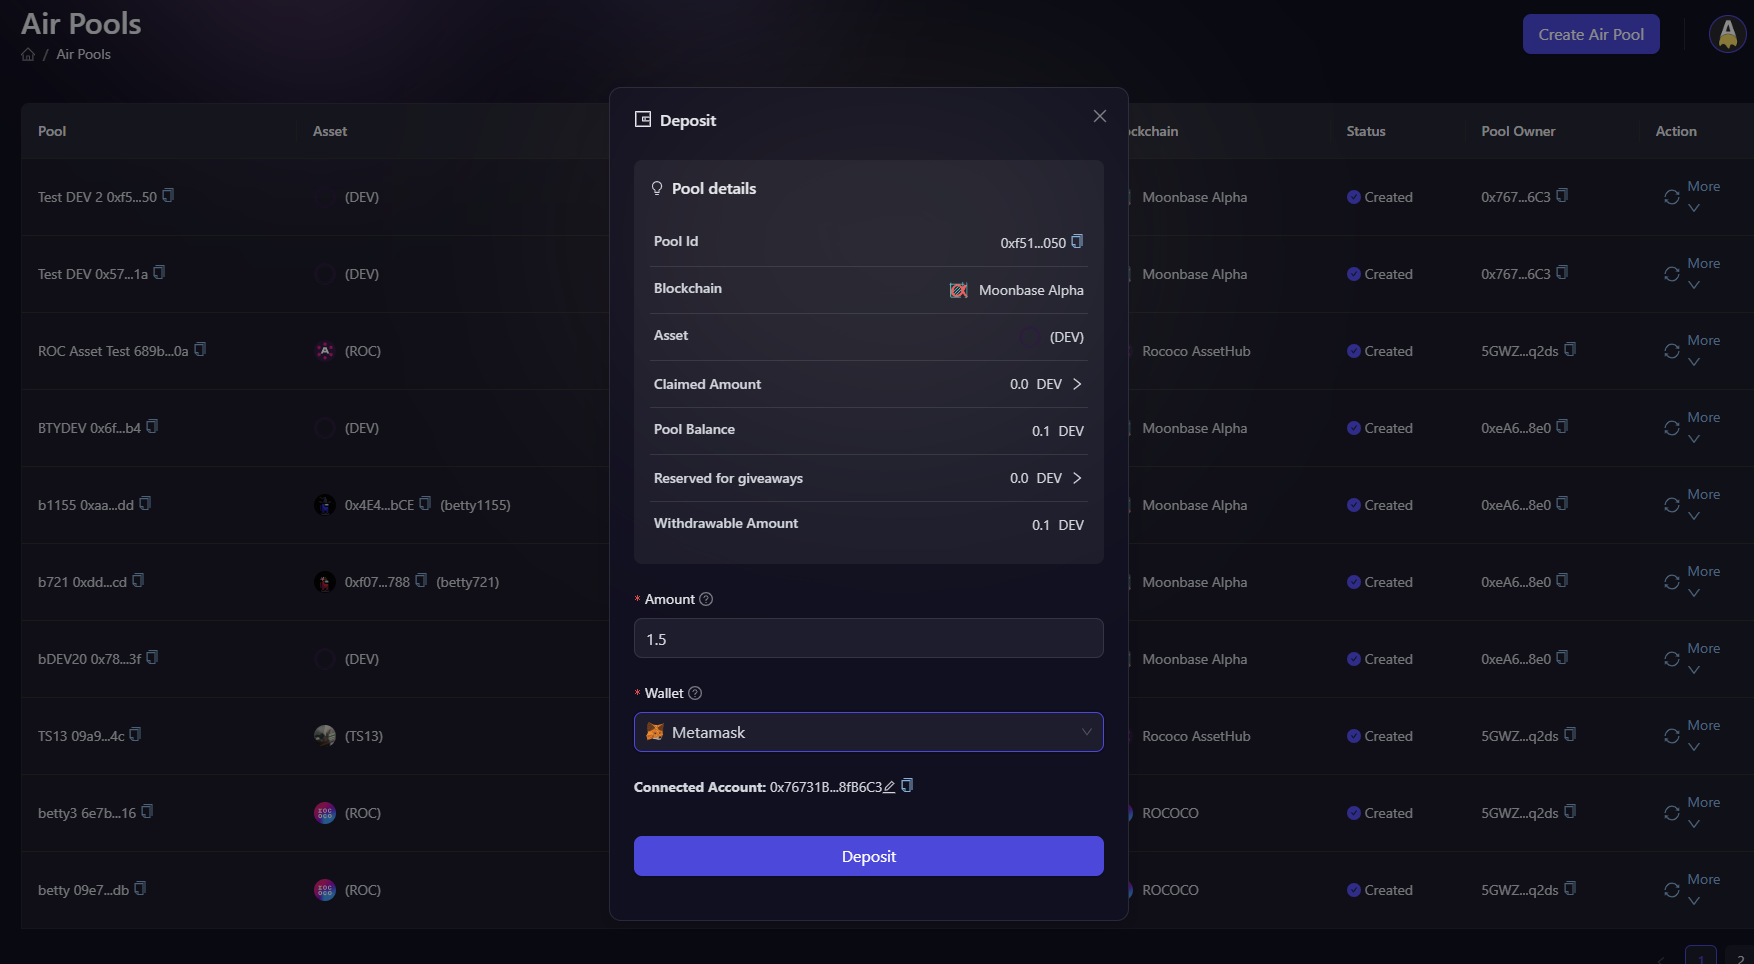 Air Pools
/ Air Pools
Create Air Pool
Pool Asset ockchain Status Pool Owner Action
Test DEV 2 0xf5...50 (DEV) Moonbase Alpha Created 0x767...6C3 More
Test DEV 0x57...1a (DEV) Moonbase Alpha Created 0x767...6C3 More
ROC Asset Test 689b...0a (ROC) Rococo AssetHub Created 5GWZ...q2ds More
BTYDEV 0x6f...b4 (DEV) Moonbase Alpha Created 0xeA6...8e0 More
b1155 0xaa...dd 0x4E4...bCE (betty1155) Moonbase Alpha Created 0xeA6...8e0 More
b721 0xdd...cd 0xf07...788 (betty721) Moonbase Alpha Created 0xeA6...8e0 More
bDEV20 0x78...3f (DEV) Moonbase Alpha Created 0xeA6...8e0 More
TS13 09a9...4c (TS13) Rococo AssetHub Created 5GWZ...q2ds More
betty3 6e7b...16 (ROC) ROCOCO Created 5GWZ...q2ds More
betty 09e7...db (ROC) ROCOCO Created 5GWZ...q2ds More
1 2
Deposit
Pool details
Pool Id 0xf51...050
Blockchain Moonbase Alpha
Asset (DEV)
Claimed Amount 0.0 DEV
Pool Balance 0.1 DEV
Reserved for giveaways 0.0 DEV
Withdrawable Amount 0.1 DEV
* Amount
1.5
* Wallet
Metamask
Connected Account: 0x76731B...8fB6C3
Deposit